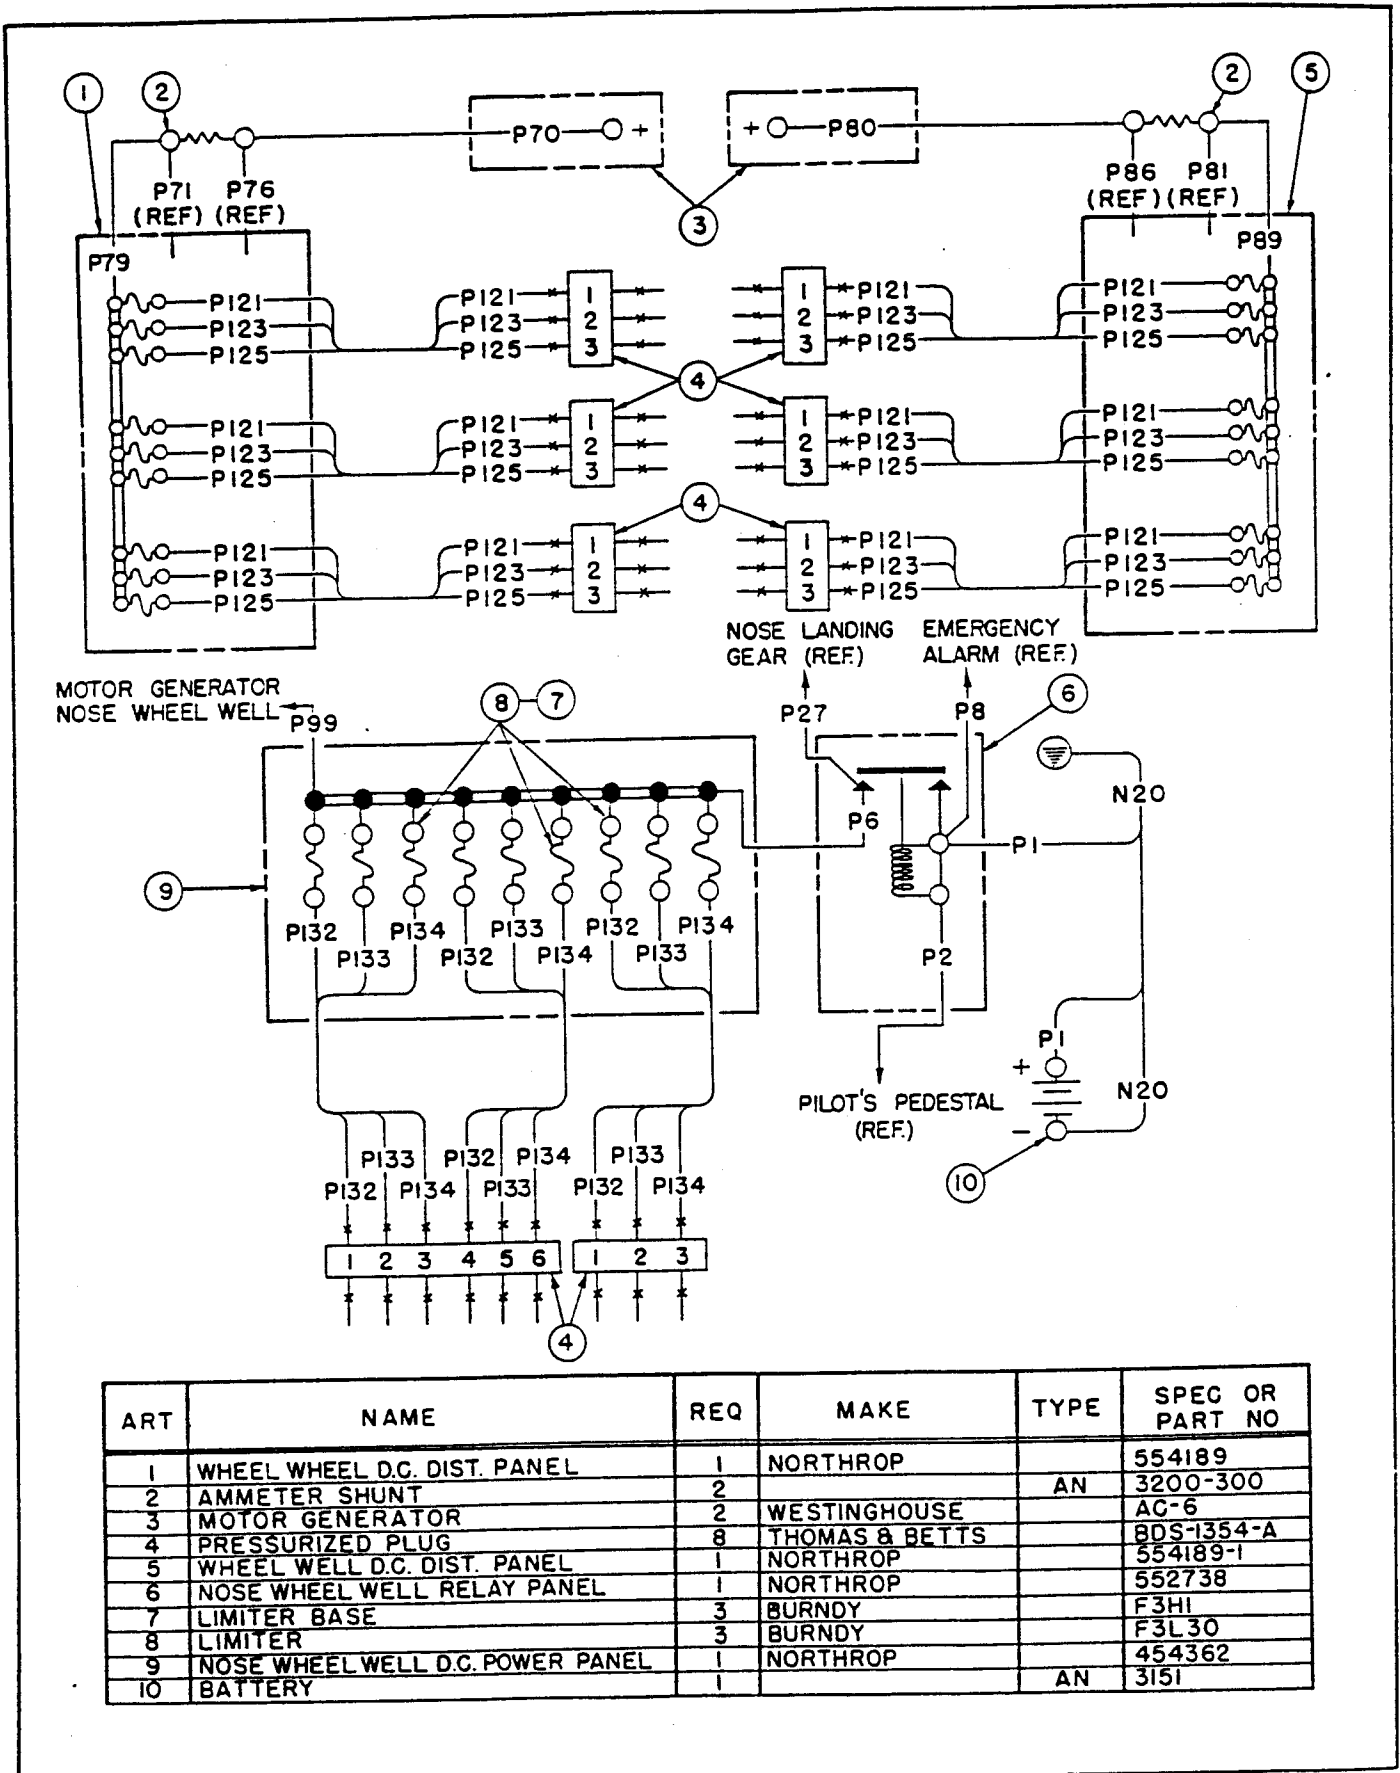 1 2 2 5
P70 + + P80
P71 P76 P86 P81
(REF) (REF) (REF) (REF)
3
P79 P89
P121 P121 1 1 P121 P121
P123 P123 2 2 P123 P123
P125 P125 3 3 P125 P125
4
P121 P121 1 1 P121 P121
P123 P123 2 2 P123 P123
P125 P125 3 3 P125 P125
4
P121 P121 1 1 P121 P121
P123 P123 2 2 P123 P123
P125 P125 3 3 P125 P125
NOSE LANDING
GEAR (REF.)
EMERGENCY
ALARM (REF.)
MOTOR GENERATOR
NOSE WHEEL WELL
P99
8 7
P27 P8 6
N20
P6
P1
9
P132 P134 P133 P132 P134
P133 P132 P134 P133
P2
P1
+
N20
-
PILOT'S PEDESTAL
(REF.)
10
P133 P132 P134 P133
P132 P134 P133 P132 P134
1 2 3 4 5 6 1 2 3
4
ART NAME REQ MAKE TYPE SPEC OR PART NO
1 WHEEL WHEEL D.C. DIST. PANEL 1 NORTHROP 554189
2 AMMETER SHUNT 2 AN 3200-300
3 MOTOR GENERATOR 2 WESTINGHOUSE AC-6
4 PRESSURIZED PLUG 8 THOMAS & BETTS BDS-1354-A
5 WHEEL WELL D.C. DIST. PANEL 1 NORTHROP 554189-1
6 NOSE WHEEL WELL RELAY PANEL 1 NORTHROP 552738
7 LIMITER BASE 3 BURNDY F3H1
8 LIMITER 3 BURNDY F3L30
9 NOSE WHEEL WELL D.C. POWER PANEL 1 NORTHROP 454362
10 BATTERY 1 AN 3151